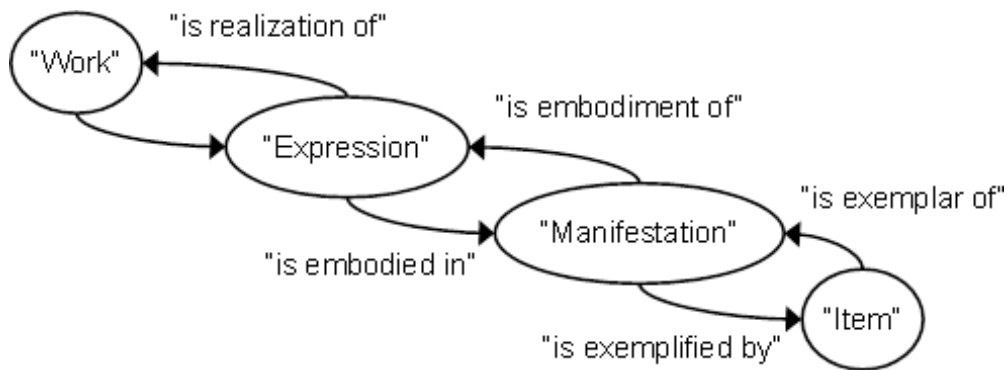 "is realization of"
"Work"
"is embodiment of"
"Expression"
"is exemplar of"
"Manifestation"
"is embodied in"
"Item"
"is exemplified by"